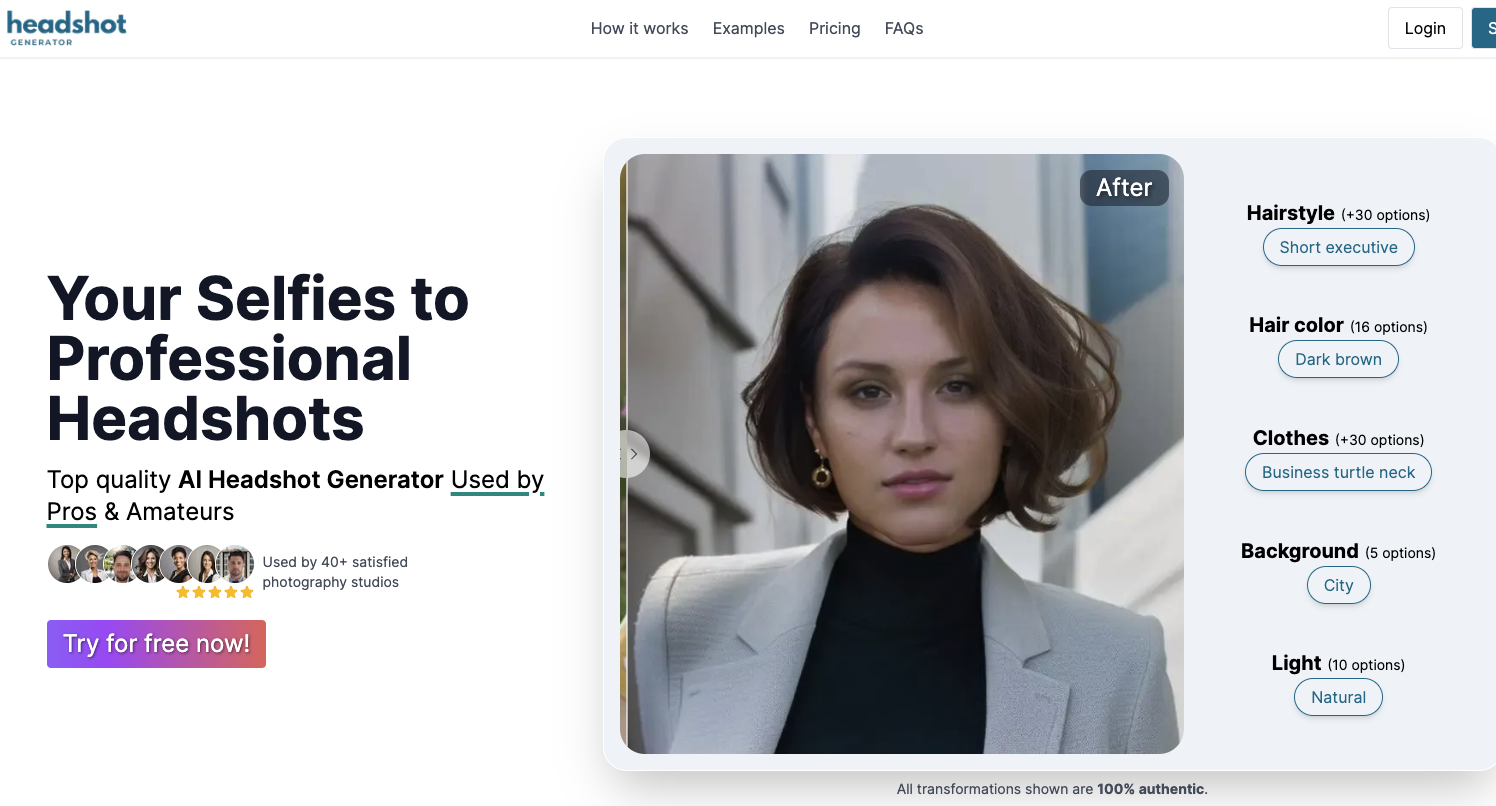 headshot
GENERATOR
How it works
Examples
Pricing
FAQs
Login
S
Your Selfies to
Professional
Headshots
Top quality AI Headshot Generator Used by
Pros & Amateurs
Used by 40+ satisfied
photography studios
Try for free now!
After
Hairstyle (+30 options)
Short executive
Hair color (16 options)
Dark brown
Clothes (+30 options)
Business turtle neck
Background (5 options)
City
Light (10 options)
Natural
All transformations shown are 100% authentic.